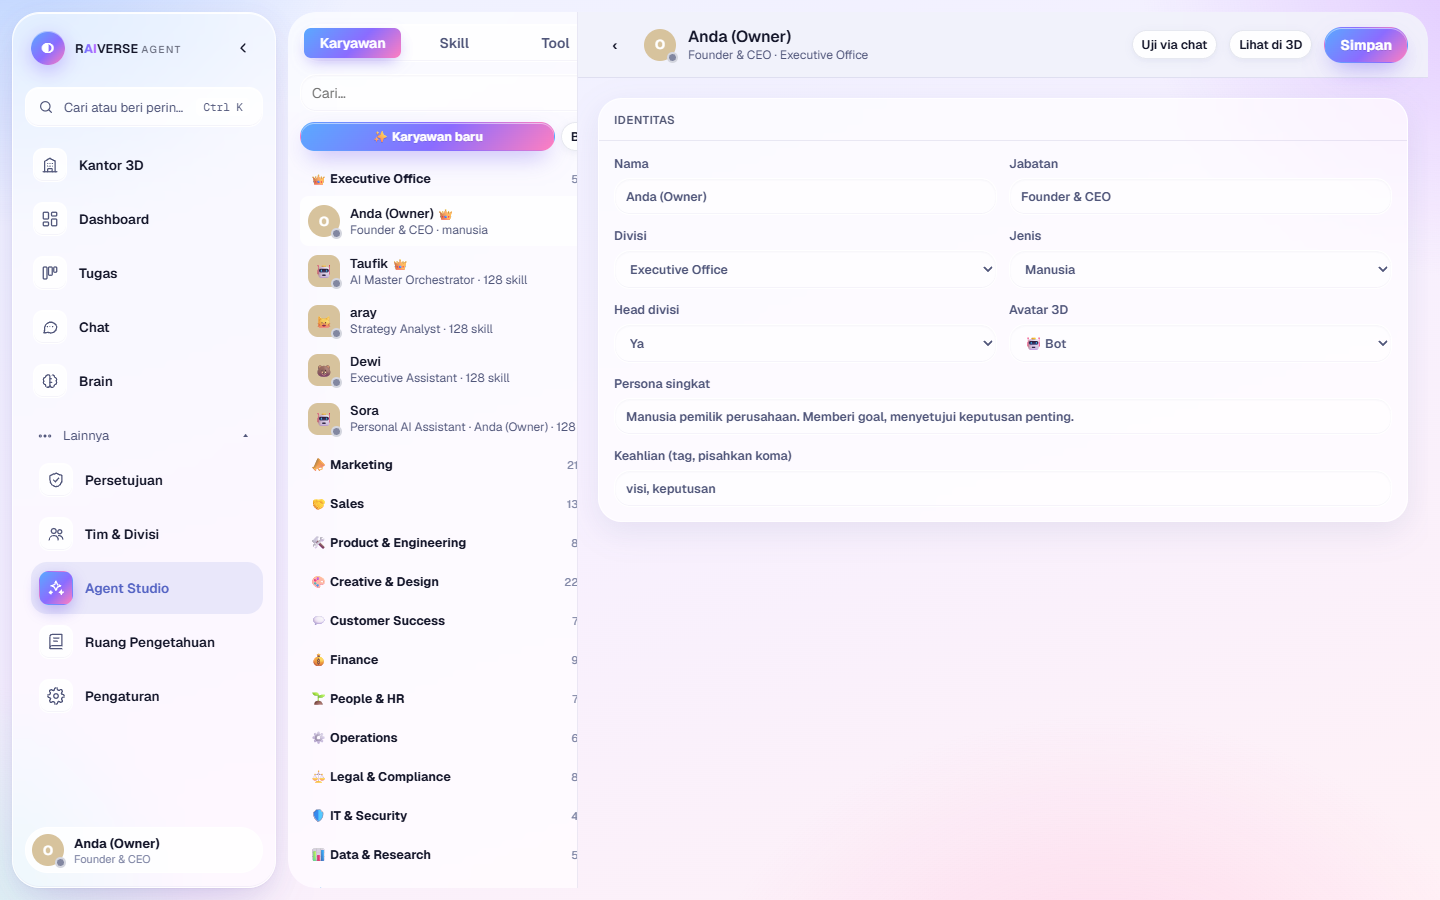 RAIVERSE AGENT
Cari atau beri perin... Ctrl K
Kantor 3D
Dashboard
Tugas
Chat
Brain
Lainnya
Persetujuan
Tim & Divisi
Agent Studio
Ruang Pengetahuan
Pengaturan
O
Anda (Owner)
Founder & CEO
Karyawan Skill Tool
Cari...
✨ Karyawan baru
Executive Office 5
O
Anda (Owner)
Founder & CEO · manusia
Taufik
AI Master Orchestrator · 128 skill
aray
Strategy Analyst · 128 skill
Dewi
Executive Assistant · 128 skill
Sora
Personal AI Assistant · Anda (Owner) · 128
Marketing 21
Sales 13
Product & Engineering 8
Creative & Design 22
Customer Success 7
Finance 9
People & HR 7
Operations 6
Legal & Compliance 8
IT & Security 4
Data & Research 5
O
Anda (Owner)
Founder & CEO · Executive Office
Uji via chat Lihat di 3D Simpan
IDENTITAS
Nama Jabatan
Anda (Owner) Founder & CEO
Divisi Jenis
Executive Office Manusia
Head divisi Avatar 3D
Ya 🤖 Bot
Persona singkat
Manusia pemilik perusahaan. Memberi goal, menyetujui keputusan penting.
Keahlian (tag, pisahkan koma)
visi, keputusan